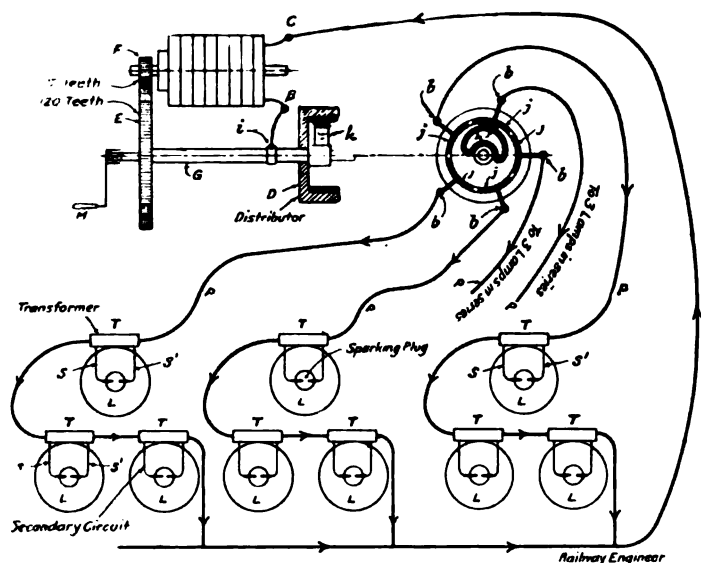 C
F
Teeth
120 Teeth
E
B
i
k
G
D
M
Distributor
b
b
j
j
j
b
j
j
b
b
To 3 Lamps in series
To 3 Lamps in series
P
P
P
P
P
Transformer
T
S
S'
L
T
Sparking Plug
L
T
S
S'
L
T
S'
L
T
L
T
L
T
L
T
L
T
L
Secondary Circuit
Railway Engineer